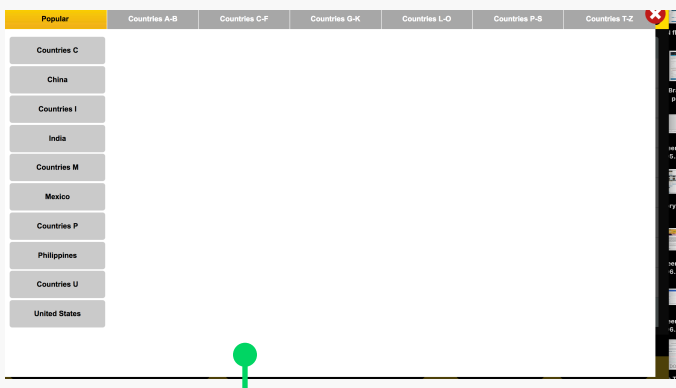 Popular
Countries A-B
Countries C-F
Countries G-K
Countries L-O
Countries P-S
Countries T-Z
Countries C
China
Countries I
India
Countries M
Mexico
Countries P
Philippines
Countries U
United States